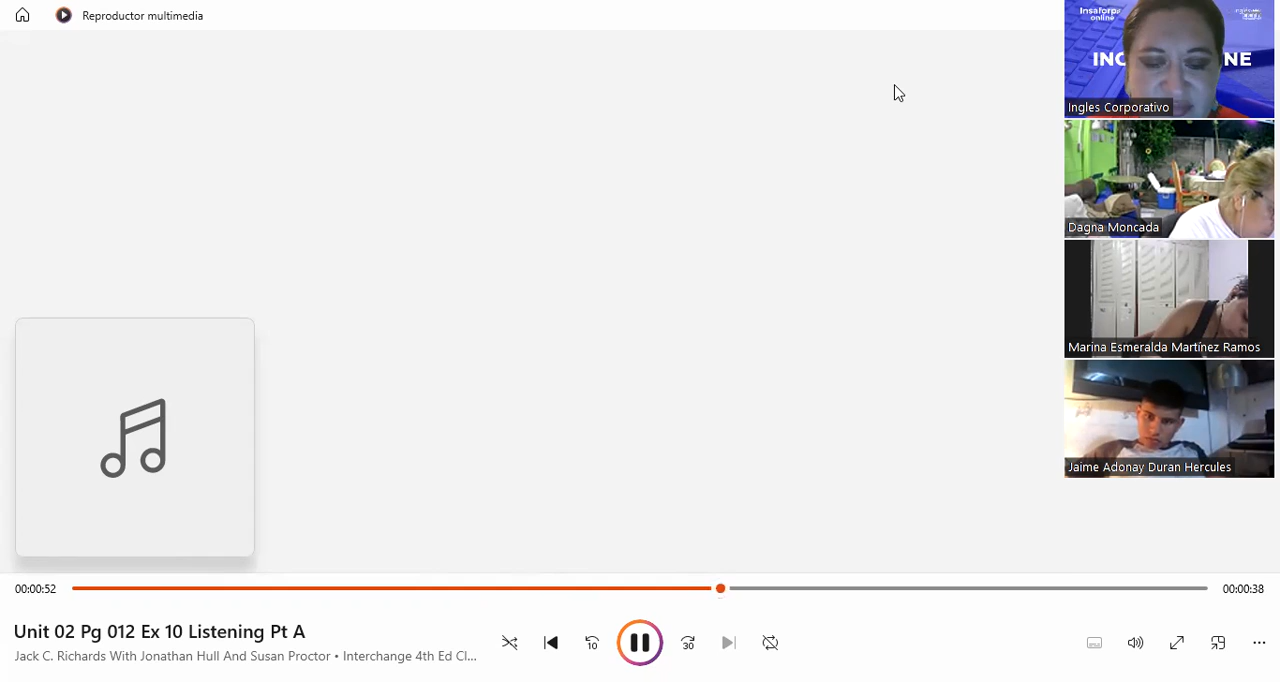 Reproductor multimedia
Insaforp
online
Ingles Corporativo
Dagna Moncada
Marina Esmeralda Martínez Ramos
Jaime Adonay Duran Hercules
00:00:52
00:00:38
Unit 02 Pg 012 Ex 10 Listening Pt A
Jack C. Richards With Jonathan Hull And Susan Proctor • Interchange 4th Ed Cl...
10
30